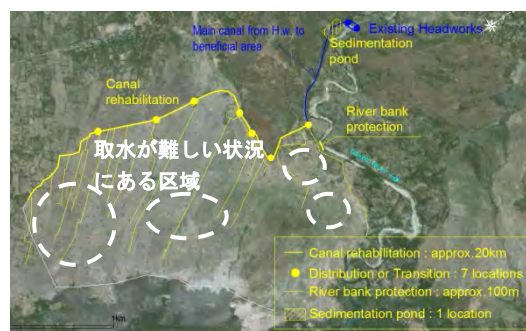 Main canal from H.w. to
beneficial area
Existing Headworks
Sedimentation
pond
Canal
rehabilitation
River bank
protection
取水が難しい状況
にある区域
Canal rehabilitation : approx.20km
Distribution or Transition : 7 locations
River bank protection : approx.100m
Sedimentation pond : 1 location
1km